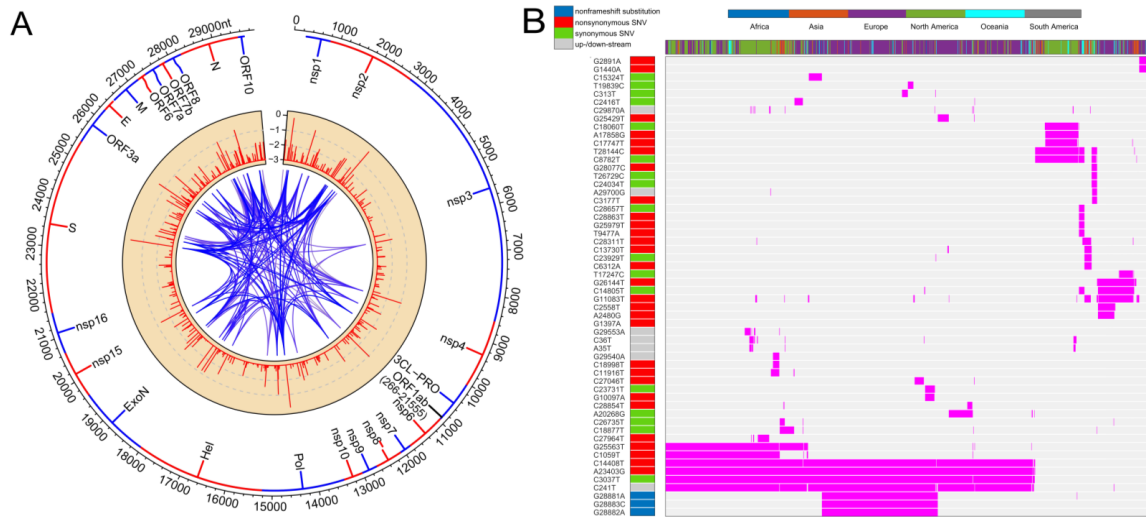 A
0
1000
2000
3000
4000
5000
6000
7000
8000
9000
10000
11000
12000
13000
14000
15000
16000
17000
18000
19000
20000
21000
22000
23000
24000
25000
26000
27000
28000
29000nt
nsp1
nsp2
nsp3
nsp4
3CL-PRO
ORF1ab
(266-21555)
nsp6
nsp7
nsp8
nsp9
nsp10
Pol
Hel
ExoN
nsp15
nsp16
S
ORF3a
E
M
ORF6
ORF7a
ORF7b
ORF8
N
ORF10
0
-1
-2
-3
B
nonframeshift substitution
nonsynonymous SNV
synonymous SNV
up-/down-stream
Africa Asia Europe North America Oceania South America
G2891A
G1440A
C15324T
T19839C
C313T
C2416T
C29870A
G25429T
C18060T
A17858G
C17747T
T28144C
C8782T
G28077C
T26729C
C24034T
A29700G
C3177T
C28657T
C28863T
G25979T
T9477A
C28311T
C13730T
C23929T
C6312A
T17247C
G26144T
C14805T
G11083T
C2558T
A2480G
G1397A
G29553A
C36T
A35T
G29540A
C18998T
C11916T
C27046T
C23731T
G10097A
C28854T
A20268G
C26735T
C18877T
C27964T
G25563T
C1059T
C14408T
A23403G
C3037T
C241T
G28881A
G28883C
G28882A